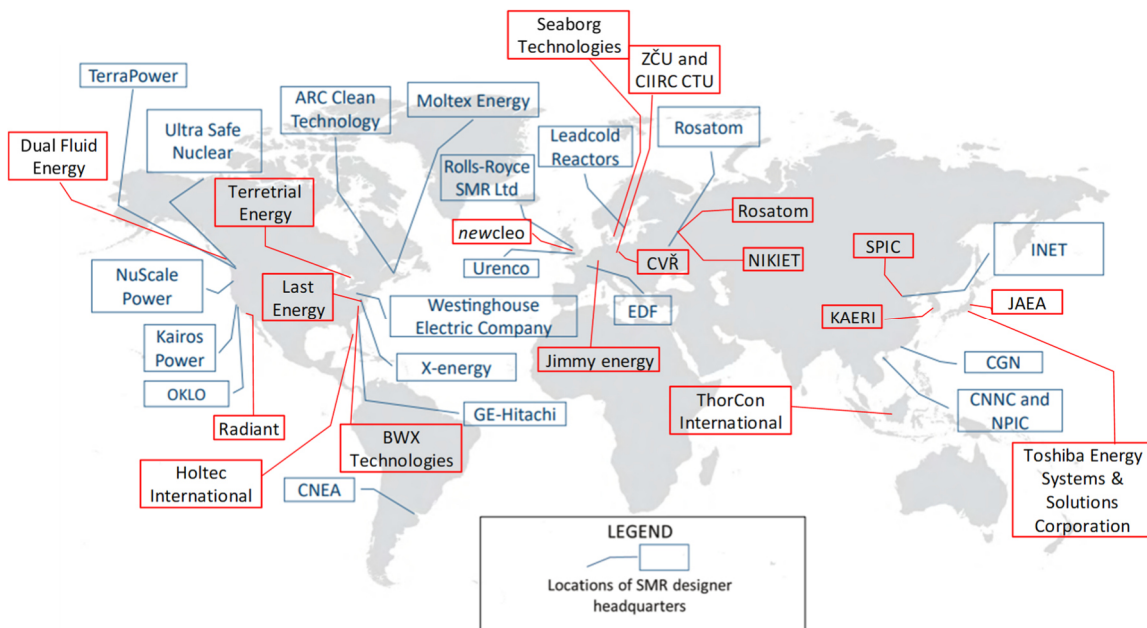 Seaborg
Technologies
ZČU and
CIIRC CTU
TerraPower
ARC Clean
Technology
Moltex Energy
Ultra Safe
Nuclear
Leadcold
Reactors
Rosatom
Dual Fluid
Energy
Rolls-Royce
SMR Ltd
Terretrial
Energy
Rosatom
newcleo
SPIC
INET
CVŘ
NIKIET
Urenco
NuScale
Power
Last
Energy
Westinghouse
Electric Company
EDF
KAERI
JAEA
Kairos
Power
X-energy
Jimmy energy
CGN
OKLO
ThorCon
International
CNNC and
NPIC
GE-Hitachi
Radiant
BWX
Technologies
Holtec
International
Toshiba Energy
Systems &
Solutions
Corporation
CNEA
LEGEND
Locations of SMR designer
headquarters